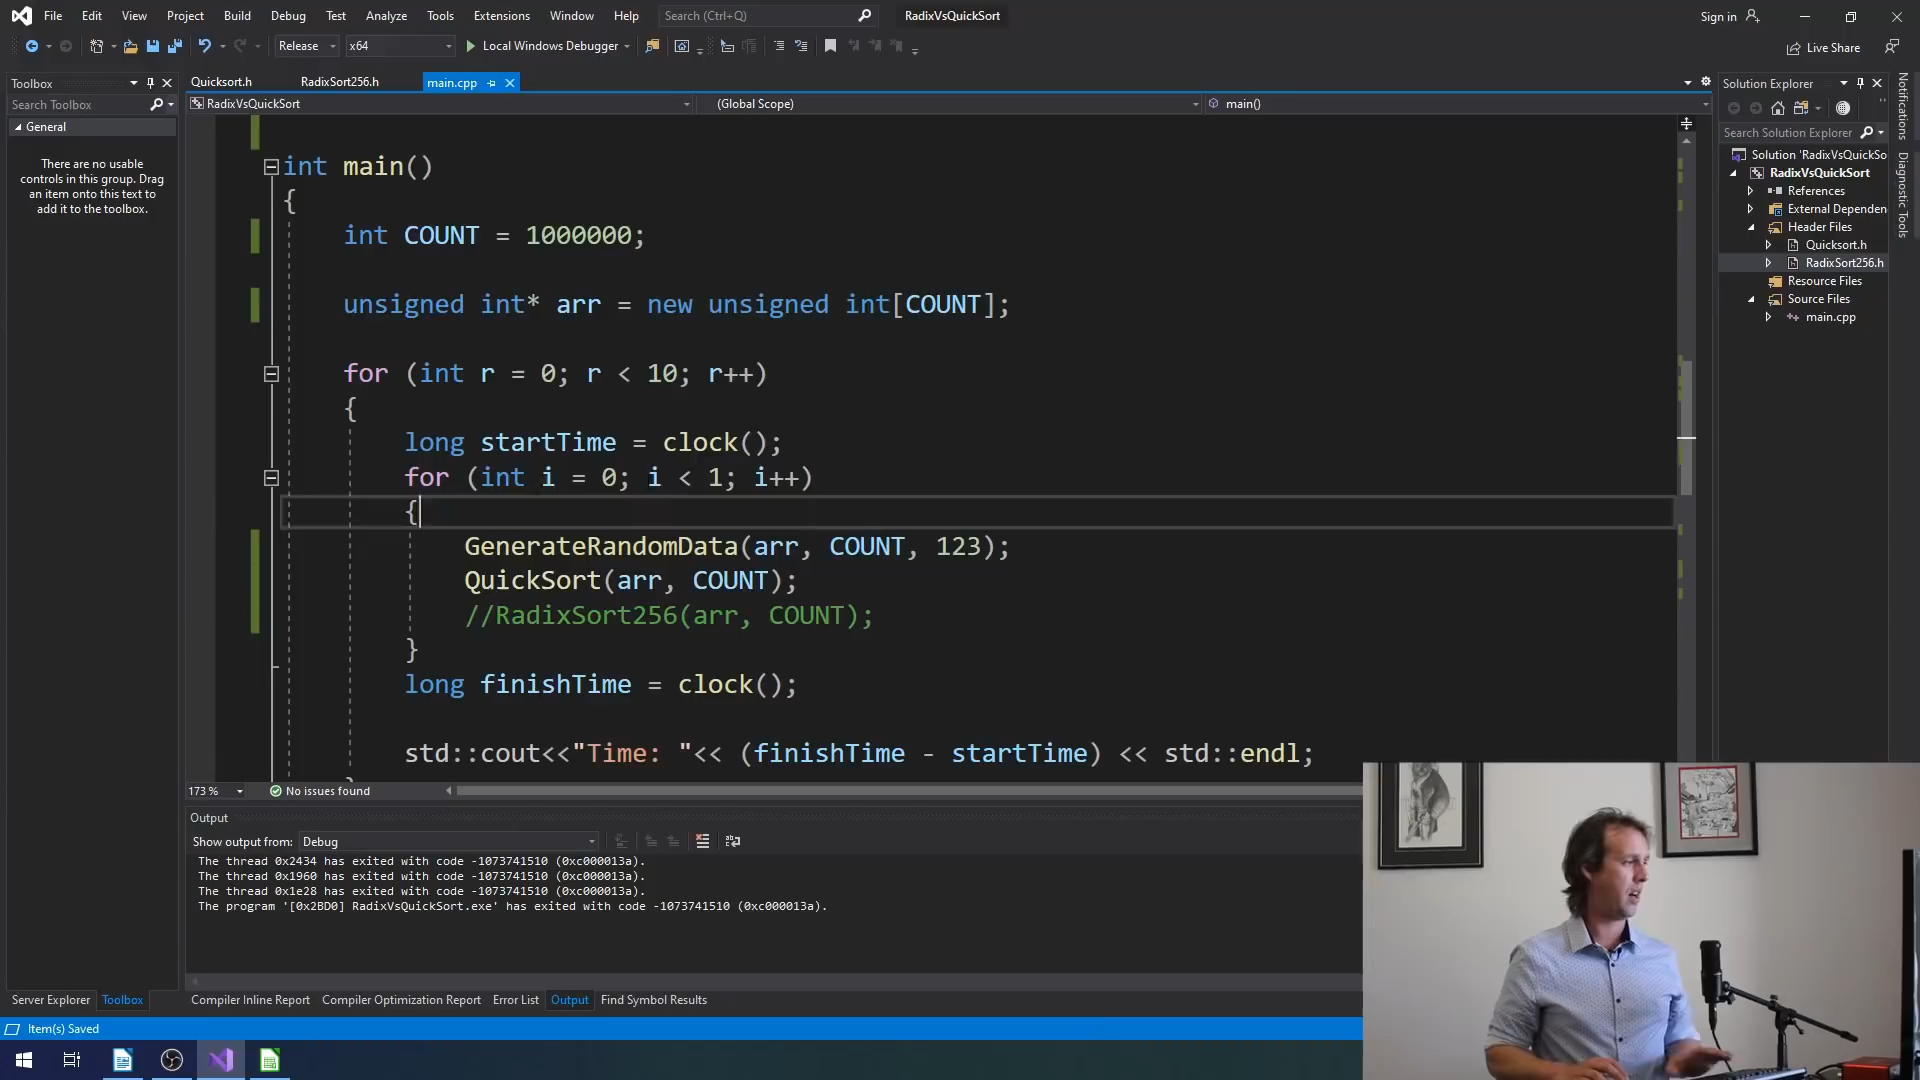 File Edit View Project Build Debug Test Analyze Tools Extensions Window Help Search (Ctrl+Q) RadixVsQuickSort Sign in
Release x64 Local Windows Debugger Live Share
Toolbox
Search Toolbox
General
There are no usable
controls in this group. Drag
an item onto this text to
add it to the toolbox.
Quicksort.h RadixSort256.h main.cpp
RadixVsQuickSort (Global Scope) main()
int main()
{
int COUNT = 1000000;
unsigned int* arr = new unsigned int[COUNT];
for (int r = 0; r < 10; r++)
{
long startTime = clock();
for (int i = 0; i < 1; i++)
{
GenerateRandomData(arr, COUNT, 123);
QuickSort(arr, COUNT);
//RadixSort256(arr, COUNT);
}
long finishTime = clock();
std::cout<<"Time: "<< (finishTime - startTime) << std::endl;
173 % No issues found
Output
Show output from: Debug
The thread 0x2434 has exited with code -1073741510 (0xc000013a).
The thread 0x1960 has exited with code -1073741510 (0xc000013a).
The thread 0x1e28 has exited with code -1073741510 (0xc000013a).
The program '[0x2BD0] RadixVsQuickSort.exe' has exited with code -1073741510 (0xc000013a).
Server Explorer Toolbox Compiler Inline Report Compiler Optimization Report Error List Output Find Symbol Results
Item(s) Saved
Solution Explorer
Search Solution Explorer
Solution 'RadixVsQuickSo
RadixVsQuickSort
References
External Dependen
Header Files
Quicksort.h
RadixSort256.h
Resource Files
Source Files
main.cpp
Notifications
Diagnostic Tools